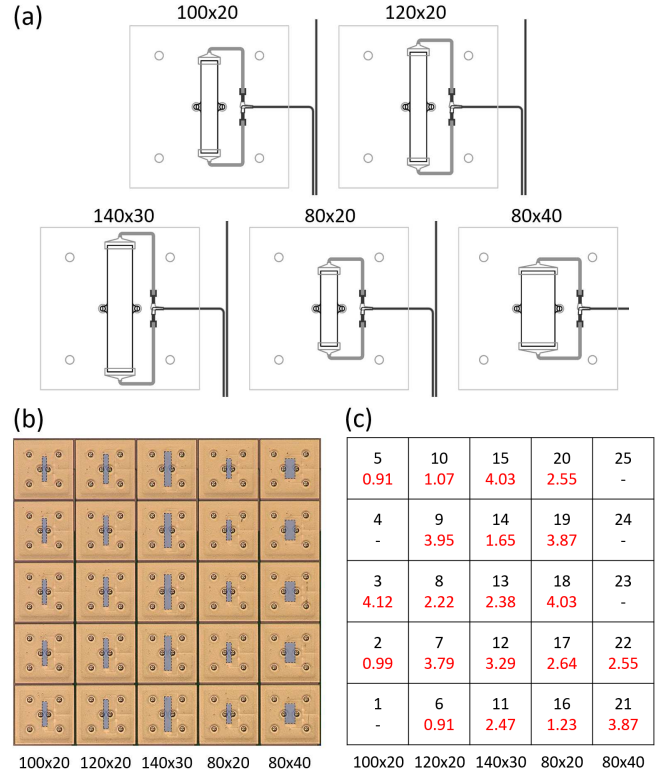 (a)
100x20 120x20
140x30 80x20 80x40
(b) (c)
5 10 15 20 25
0.91 1.07 4.03 2.55 -
4 9 14 19 24
- 3.95 1.65 3.87 -
3 8 13 18 23
4.12 2.22 2.38 4.03 -
2 7 12 17 22
0.99 3.79 3.29 2.64 2.55
1 6 11 16 21
- 0.91 2.47 1.23 3.87
100x20 120x20 140x30 80x20 80x40 100x20 120x20 140x30 80x20 80x40